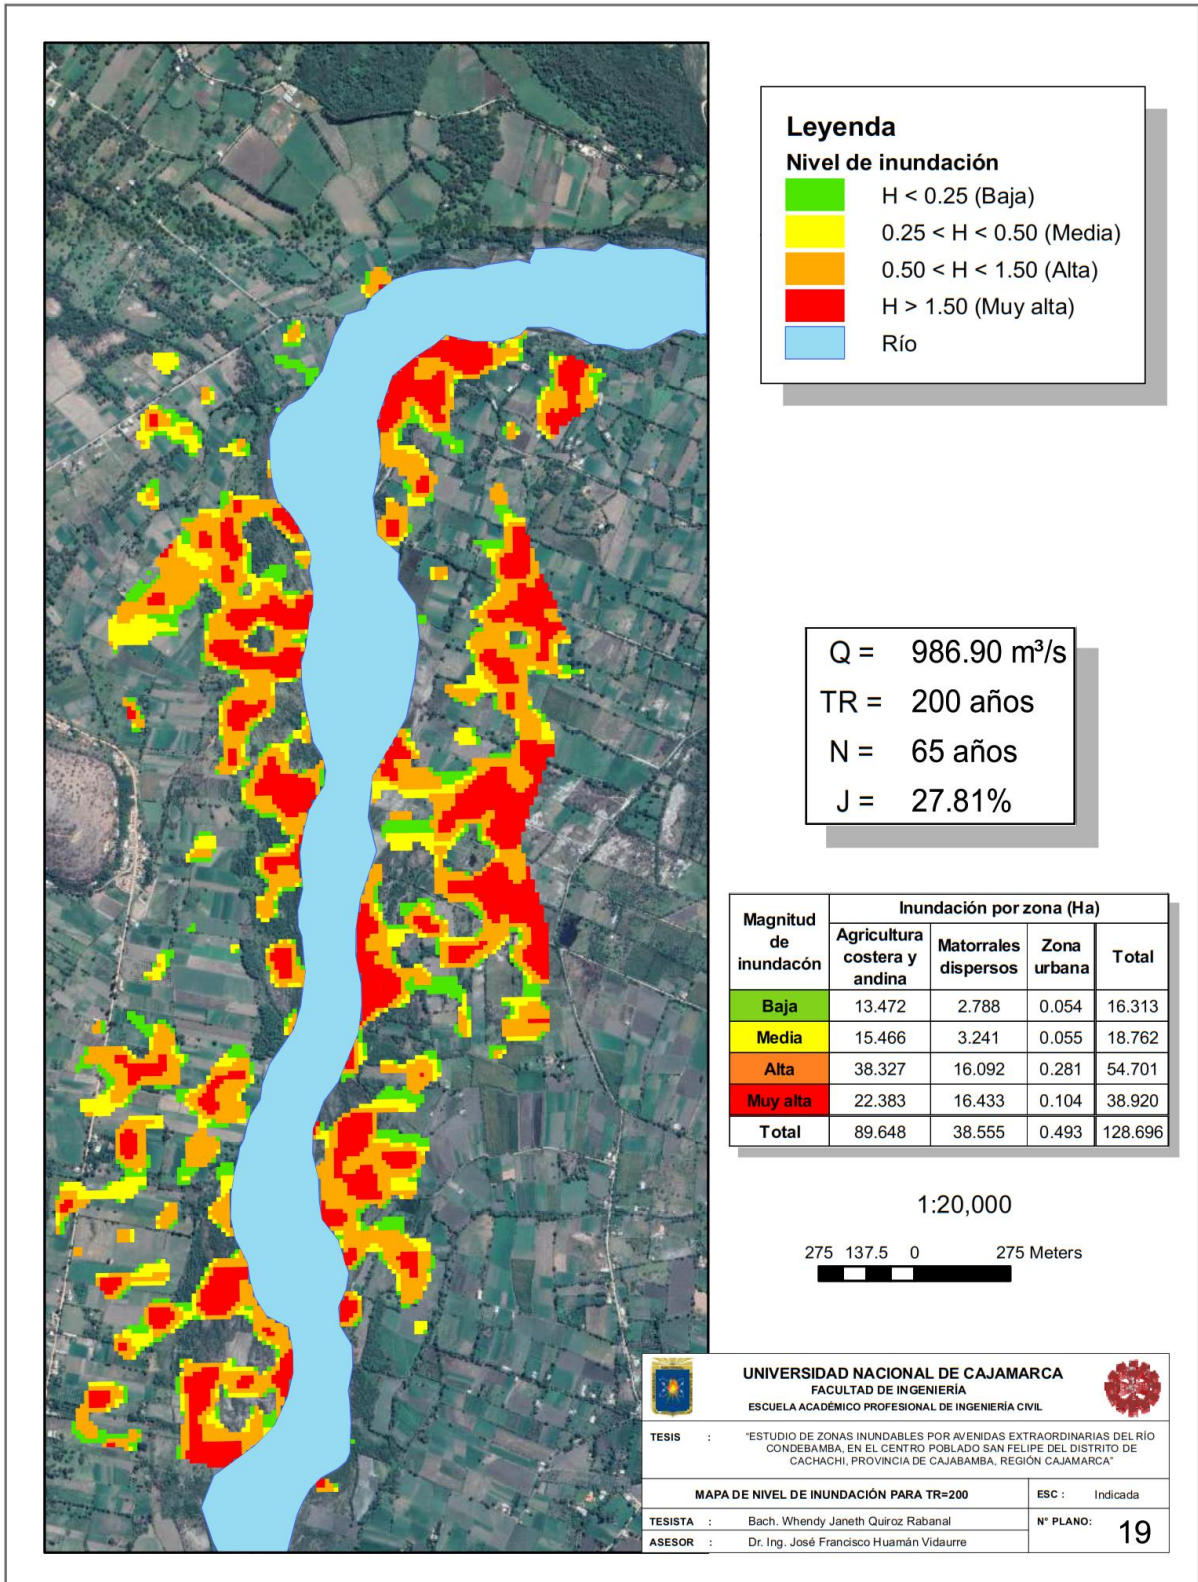 Leyenda
Nivel de inundación
H < 0.25 (Baja)
0.25 < H < 0.50 (Media)
0.50 < H < 1.50 (Alta)
H > 1.50 (Muy alta)
Río
Q = 986.90 m³/s
TR = 200 años
N = 65 años
J = 27.81%
Magnitud de inundacón
Inundación por zona (Ha)
Agricultura costera y andina Matorrales dispersos Zona urbana Total
Baja 13.472 2.788 0.054 16.313
Media 15.466 3.241 0.055 18.762
Alta 38.327 16.092 0.281 54.701
Muy alta 22.383 16.433 0.104 38.920
Total 89.648 38.555 0.493 128.696
1:20,000
275 137.5 0 275 Meters
UNIVERSIDAD NACIONAL DE CAJAMARCA
FACULTAD DE INGENIERÍA
ESCUELA ACADÉMICO PROFESIONAL DE INGENIERÍA CIVIL
TESIS : "ESTUDIO DE ZONAS INUNDABLES POR AVENIDAS EXTRAORDINARIAS DEL RÍO
CONDEBAMBA, EN EL CENTRO POBLADO SAN FELIPE DEL DISTRITO DE
CACHACHI, PROVINCIA DE CAJABAMBA, REGIÓN CAJAMARCA"
MAPA DE NIVEL DE INUNDACIÓN PARA TR=200 ESC : Indicada
TESISTA : Bach. Whendy Janeth Quiroz Rabanal N° PLANO: 19
ASESOR : Dr. Ing. José Francisco Huamán Vidaurre